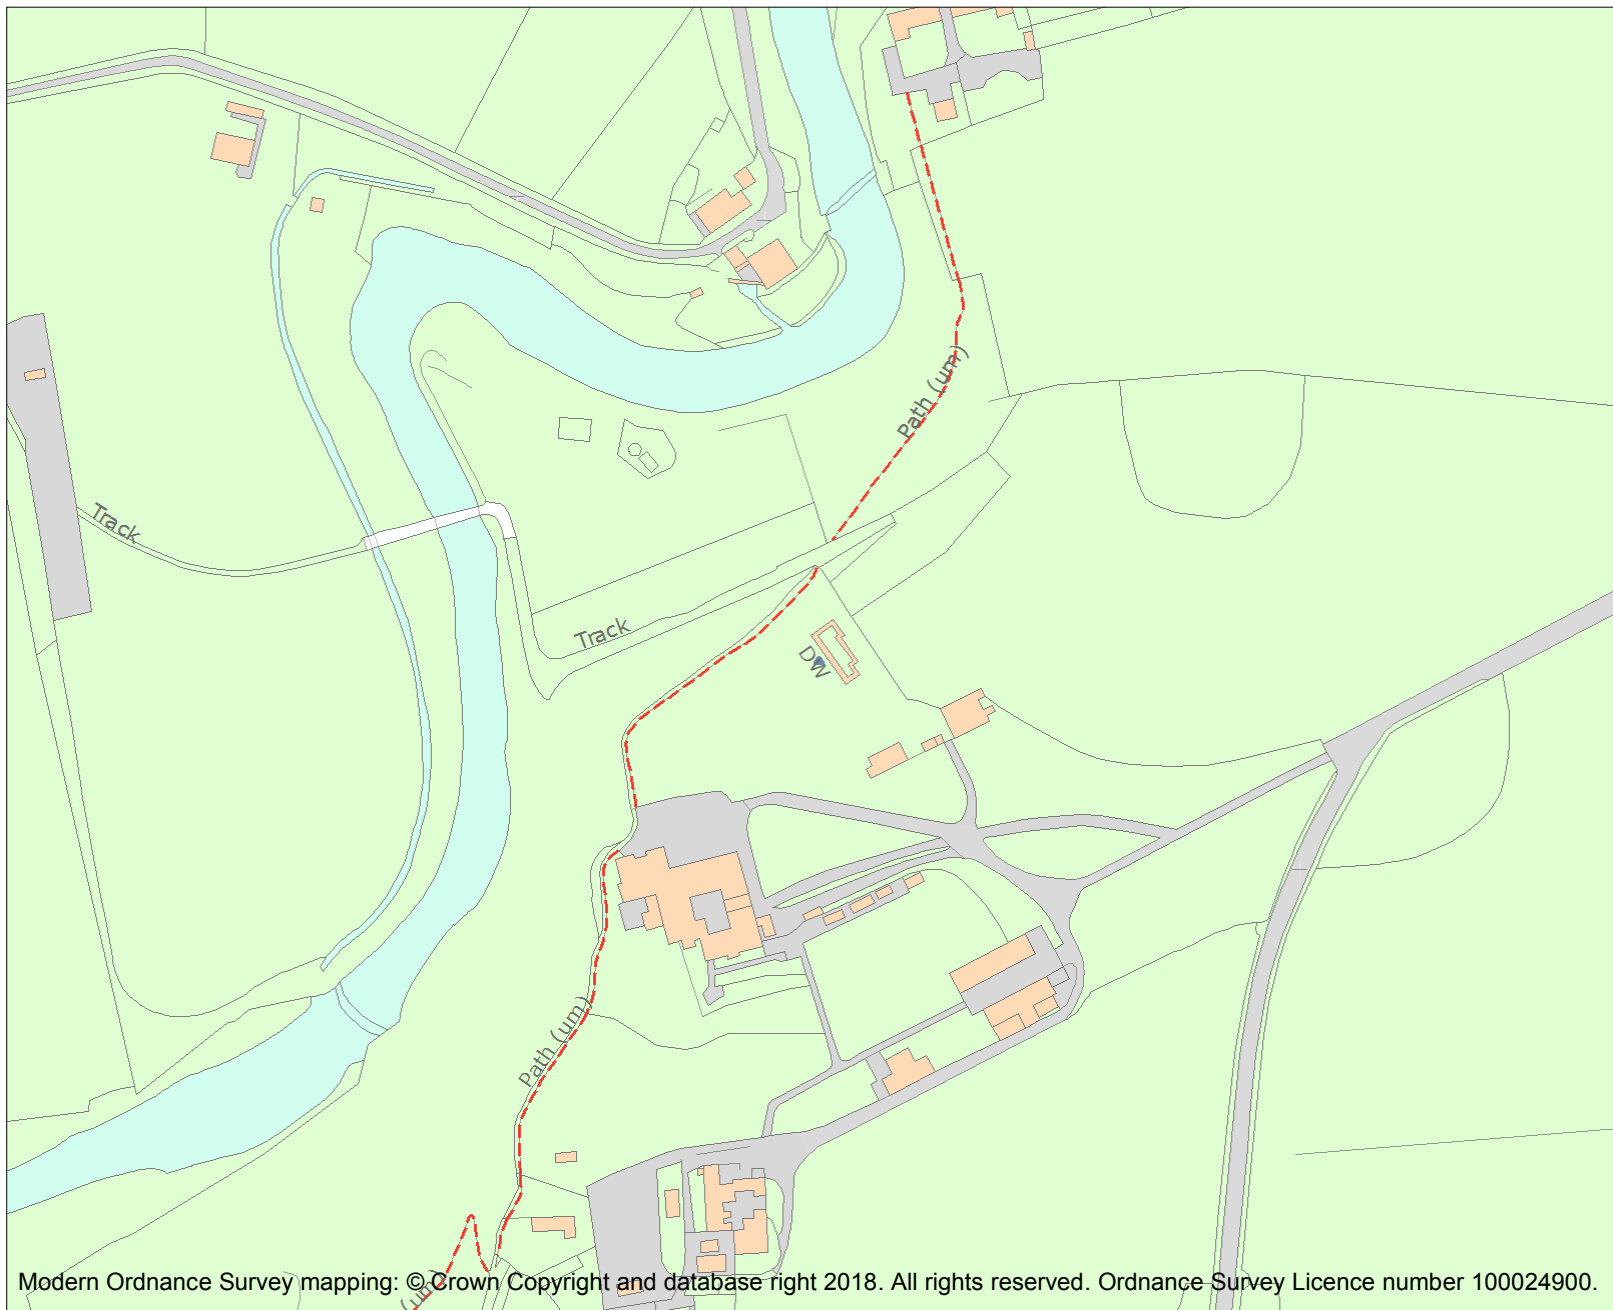 Path (um)
Track
Track
DW
Path (um)
(um)
Modern Ordnance Survey mapping: © Crown Copyright and database right 2018. All rights reserved. Ordnance Survey Licence number 100024900.